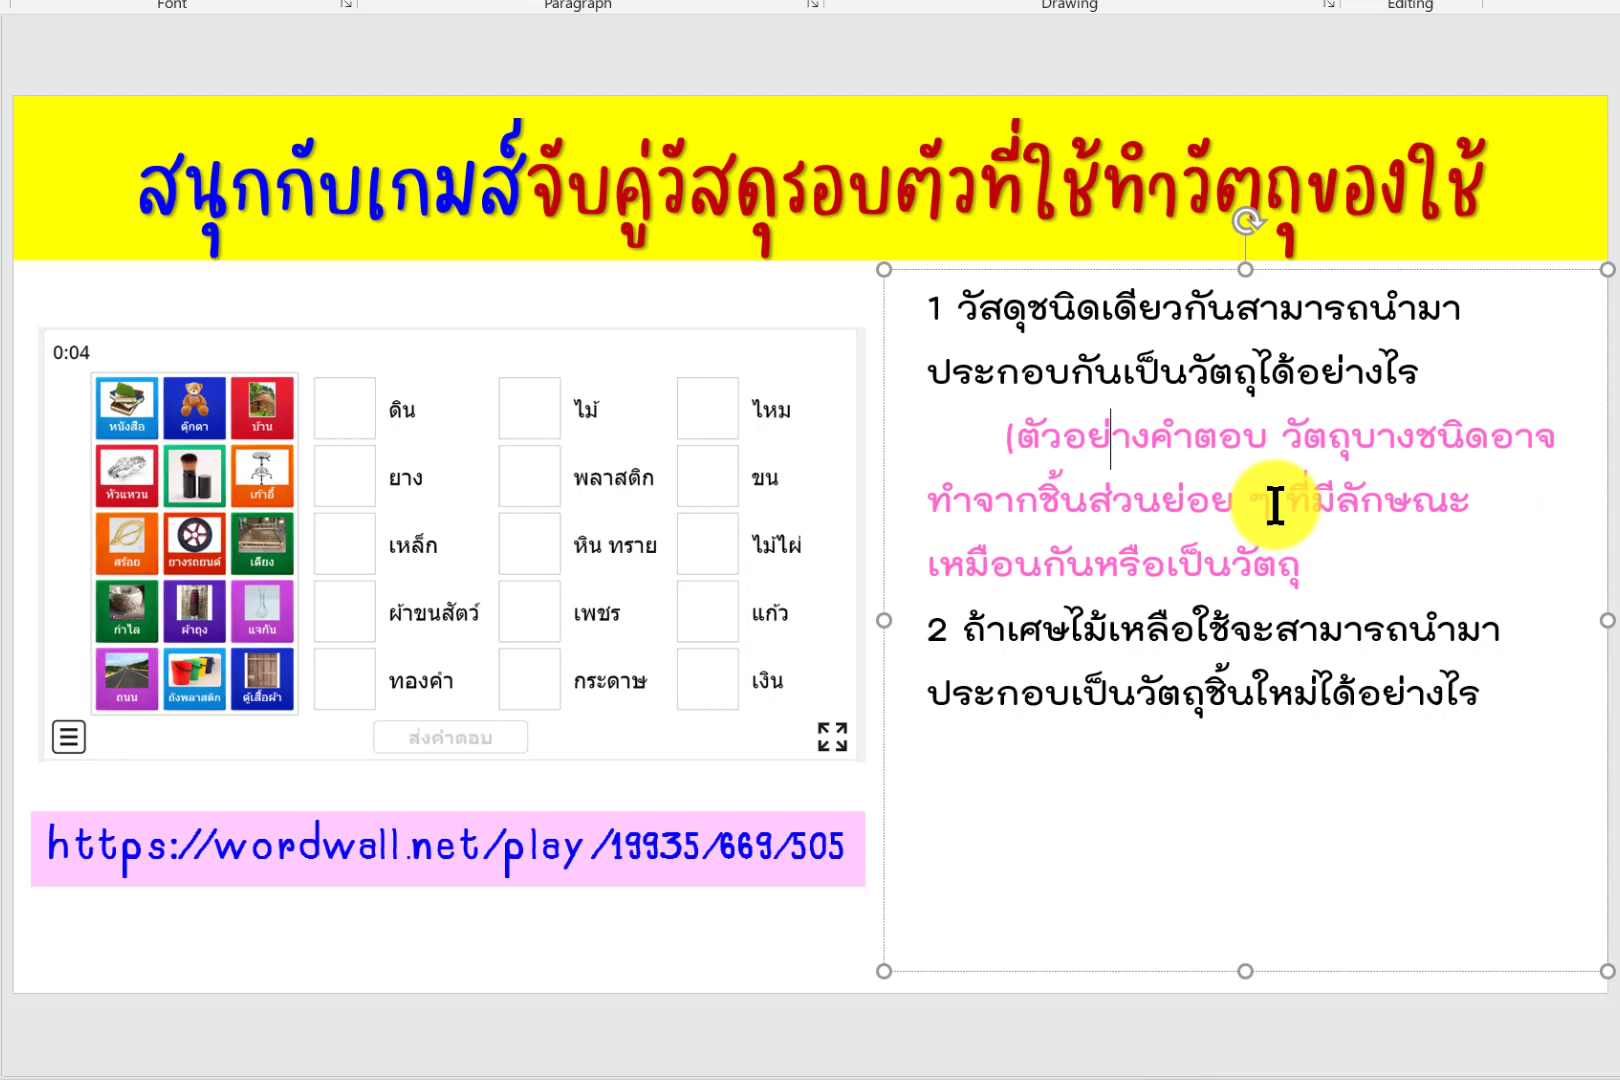 Font Paragraph Drawing Editing
สนุกกับเกมส์จับคู่วัสดุรอบตัวที่ใช้ทำวัตถุของใช้
0:04
หนังสือ ตุ๊กตา บ้าน
หัวแหวน เก้าอี้
สร้อย ยางรถยนต์ เตียง
กำไล ผ้าถุง แจกัน
ถนน ถังพลาสติก ตู้เสื้อผ้า
ดิน ไม้ ไหม
ยาง พลาสติก ขน
เหล็ก หิน ทราย ไม้ไผ่
ผ้าขนสัตว์ เพชร แก้ว
ทองคำ กระดาษ เงิน
ส่งคำตอบ
https://wordwall.net/play/19935/669/505
1 วัสดุชนิดเดียวกันสามารถนำมา
ประกอบกันเป็นวัตถุได้อย่างไร
(ตัวอย่างคำตอบ วัตถุบางชนิดอาจ
ทำจากชิ้นส่วนย่อย ๆ ที่มีลักษณะ
เหมือนกันหรือเป็นวัตถุ
2 ถ้าเศษไม้เหลือใช้จะสามารถนำมา
ประกอบเป็นวัตถุชิ้นใหม่ได้อย่างไร